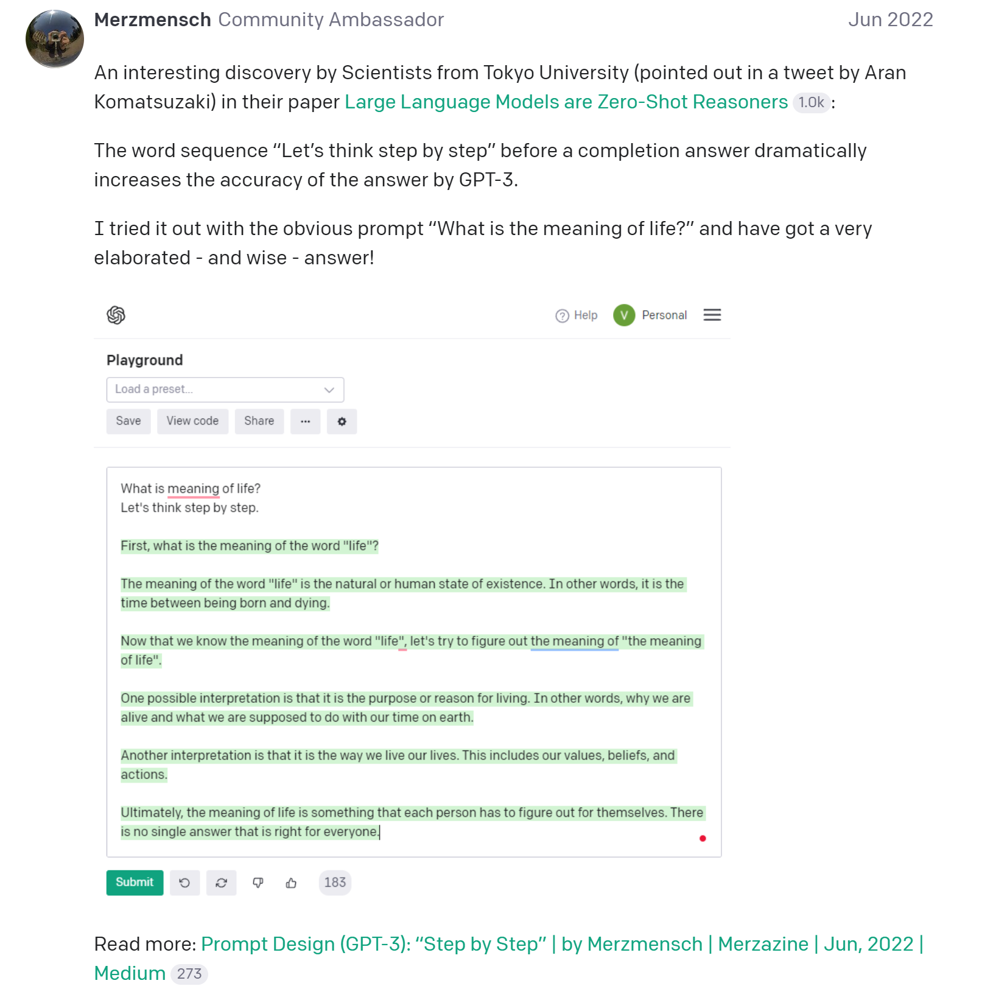 Merzmensch Community Ambassador Jun 2022
An interesting discovery by Scientists from Tokyo University (pointed out in a tweet by Aran
Komatsuzaki) in their paper Large Language Models are Zero-Shot Reasoners 1.0k :
The word sequence “Let’s think step by step” before a completion answer dramatically
increases the accuracy of the answer by GPT-3.
I tried it out with the obvious prompt “What is the meaning of life?” and have got a very
elaborated - and wise - answer!
Help V Personal
Playground
Load a preset...
Save View code Share ...
What is meaning of life?
Let's think step by step.
First, what is the meaning of the word "life"?
The meaning of the word "life" is the natural or human state of existence. In other words, it is the
time between being born and dying.
Now that we know the meaning of the word "life", let's try to figure out the meaning of "the meaning
of life".
One possible interpretation is that it is the purpose or reason for living. In other words, why we are
alive and what we are supposed to do with our time on earth.
Another interpretation is that it is the way we live our lives. This includes our values, beliefs, and
actions.
Ultimately, the meaning of life is something that each person has to figure out for themselves. There
is no single answer that is right for everyone.
Submit 183
Read more: Prompt Design (GPT-3): “Step by Step” | by Merzmensch | Merzazine | Jun, 2022 |
Medium 273